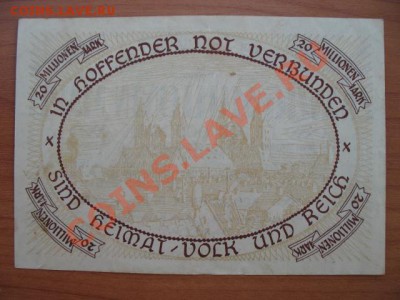 COINS.LAVE.RU
20 MILLIONEN MARK
20 MILLIONEN MARK
IN HOFFENDER NOT VERBUNDEN
COINS.LAVE.RU
SIND HEIMAT/VOLK UND REICH
20 MILLIONEN MARK
20 MILLIONEN MARK